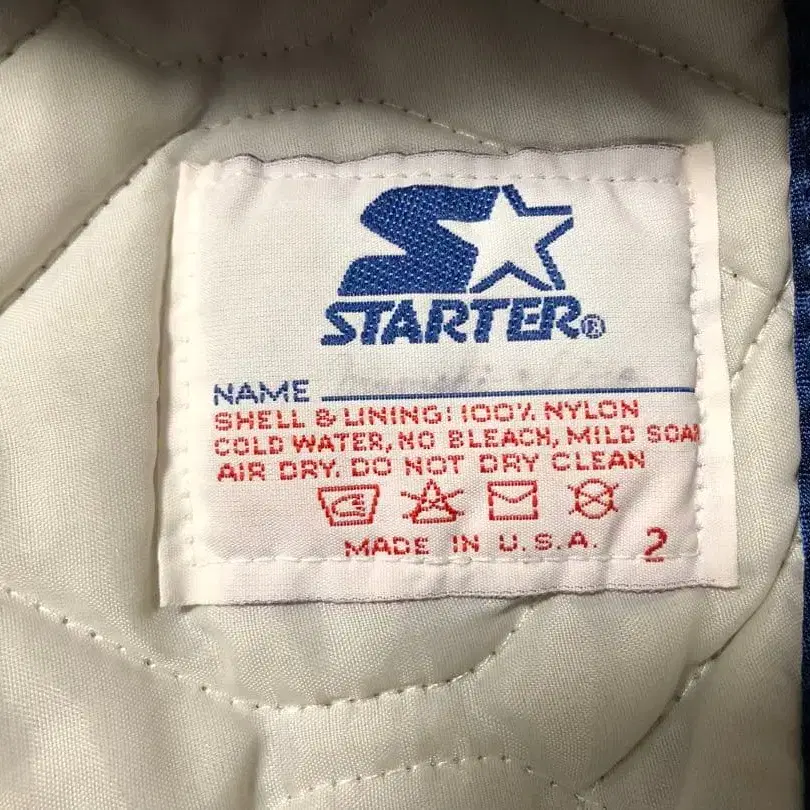 STARTER®
NAME
SHELL & LINING: 100% NYLON
COLD WATER, NO BLEACH, MILD SOA
AIR DRY. DO NOT DRY CLEAN
MADE IN U.S.A. 2